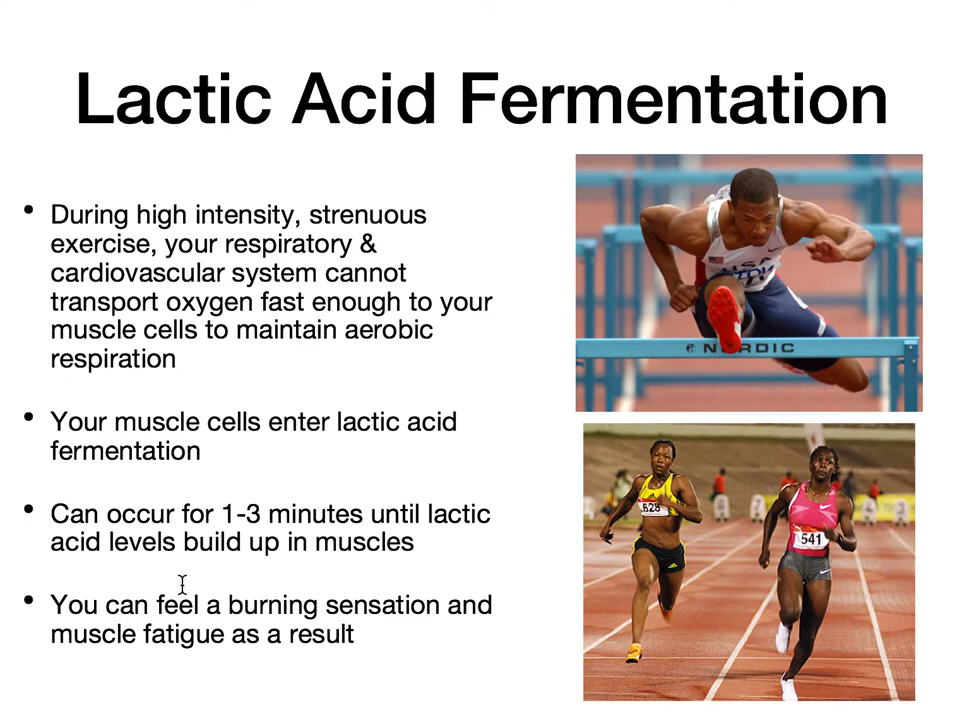 Lactic Acid Fermentation
• During high intensity, strenuous
exercise, your respiratory &
cardiovascular system cannot
transport oxygen fast enough to your
muscle cells to maintain aerobic
respiration
• Your muscle cells enter lactic acid
fermentation
• Can occur for 1-3 minutes until lactic
acid levels build up in muscles
• You can feel a burning sensation and
muscle fatigue as a result
USA
NORDIC
628
541